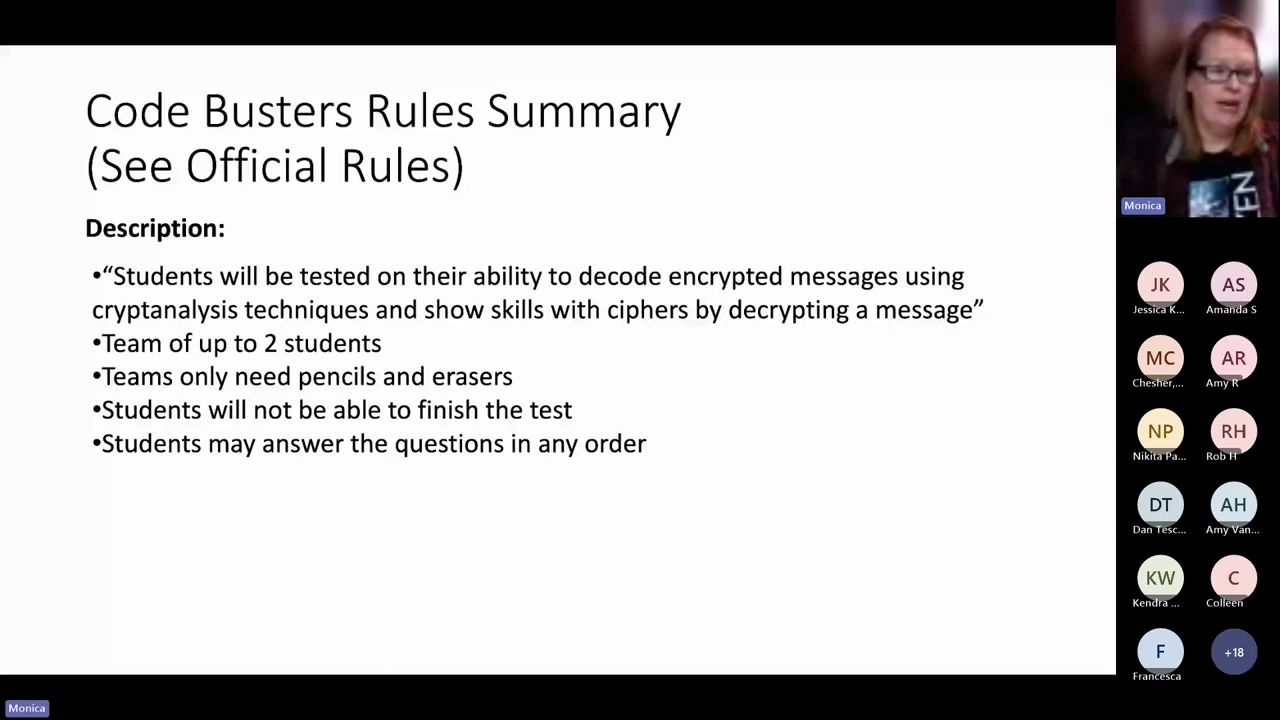 Code Busters Rules Summary
(See Official Rules)
Description:
•“Students will be tested on their ability to decode encrypted messages using
cryptanalysis techniques and show skills with ciphers by decrypting a message”
•Team of up to 2 students
•Teams only need pencils and erasers
•Students will not be able to finish the test
•Students may answer the questions in any order
Monica
JK
AS
Jessica K...
Amanda S
MC
AR
Chesher,...
Amy R
NP
RH
Nikita Pa...
Rob H
DT
AH
Dan Tesc...
Amy Van...
KW
C
Kendra ...
Colleen
F
+18
Francesca
Monica